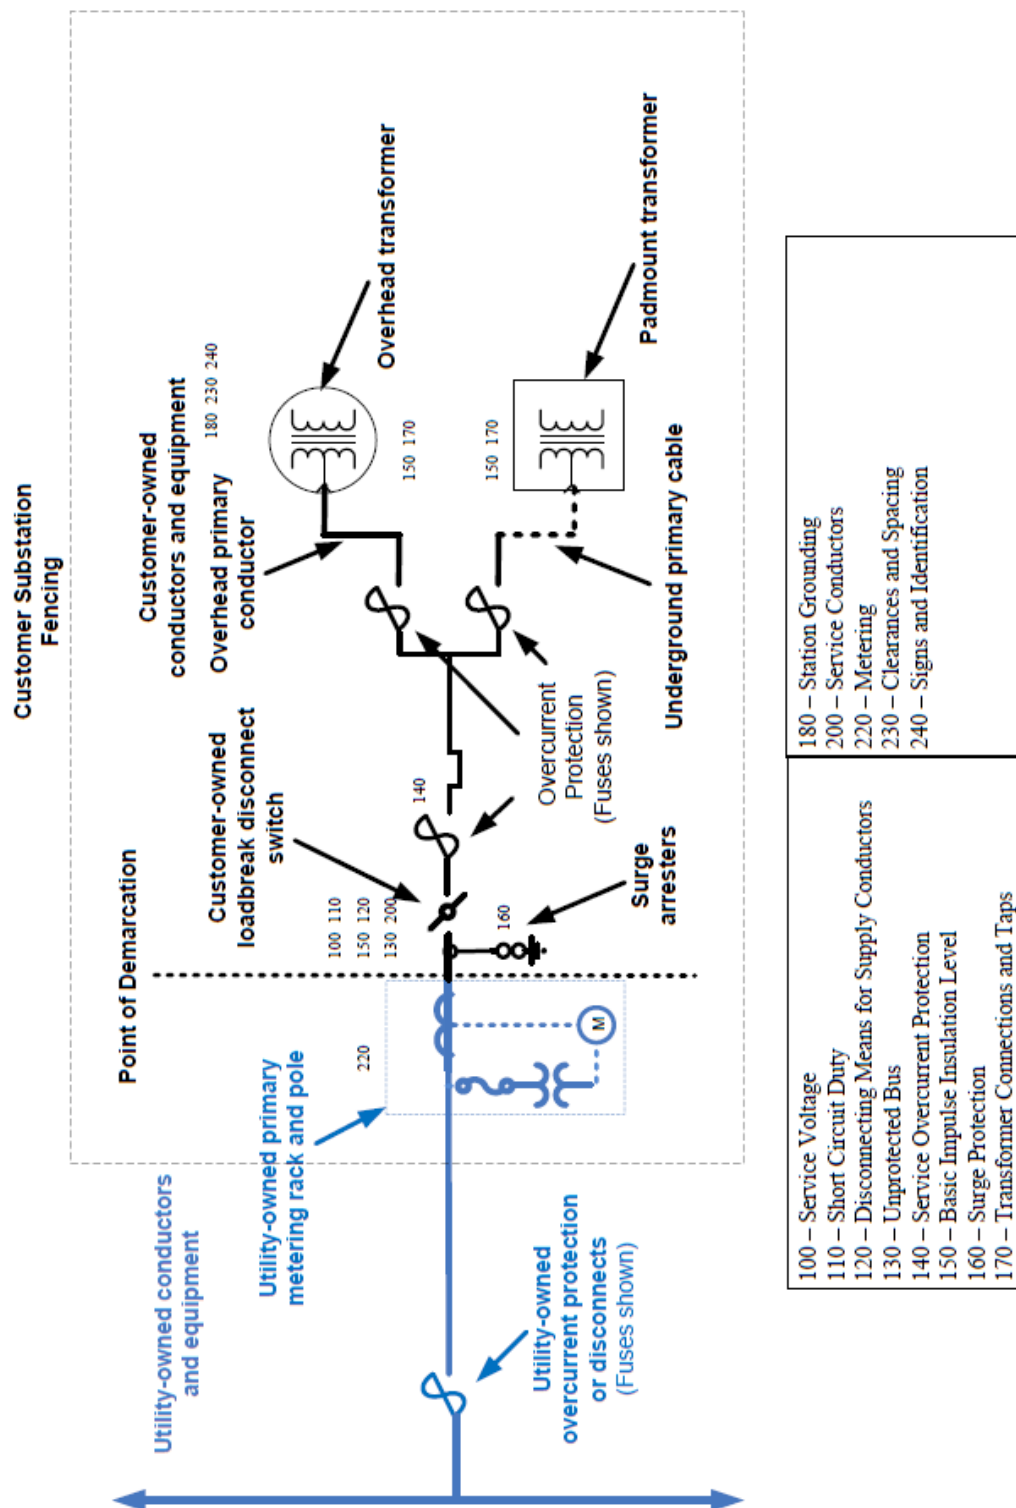 Customer Substation
Fencing
Point of Demarcation
Utility-owned conductors
and equipment
Utility-owned primary
metering rack and pole
220
M
Utility-owned
overcurrent protection
or disconnects
(Fuses shown)
Customer-owned
loadbreak disconnect
switch
100 110
150 120
130 200
140
160
Surge
arresters
Overcurrent
Protection
(Fuses shown)
Customer-owned
conductors and equipment
180 230 240
Overhead primary
conductor
150 170
Overhead transformer
150 170
Underground primary cable
Padmount transformer
100 – Service Voltage
110 – Short Circuit Duty
120 – Disconnecting Means for Supply Conductors
130 – Unprotected Bus
140 – Service Overcurrent Protection
150 – Basic Impulse Insulation Level
160 – Surge Protection
170 – Transformer Connections and Taps
180 – Station Grounding
200 – Service Conductors
220 – Metering
230 – Clearances and Spacing
240 – Signs and Identification